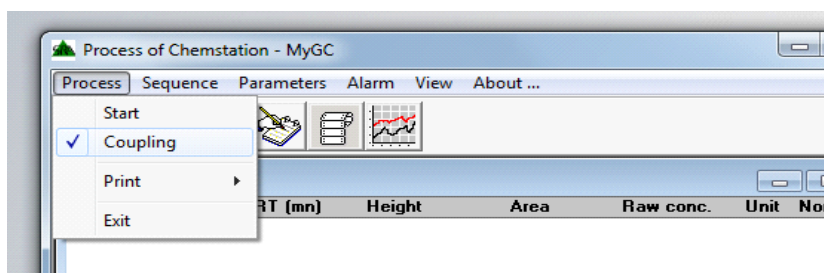 Process of Chemstation - MyGC
Process Sequence Parameters Alarm View About ...
Start
Coupling
Print
RT (mn) Height Area Raw conc. Unit
Exit